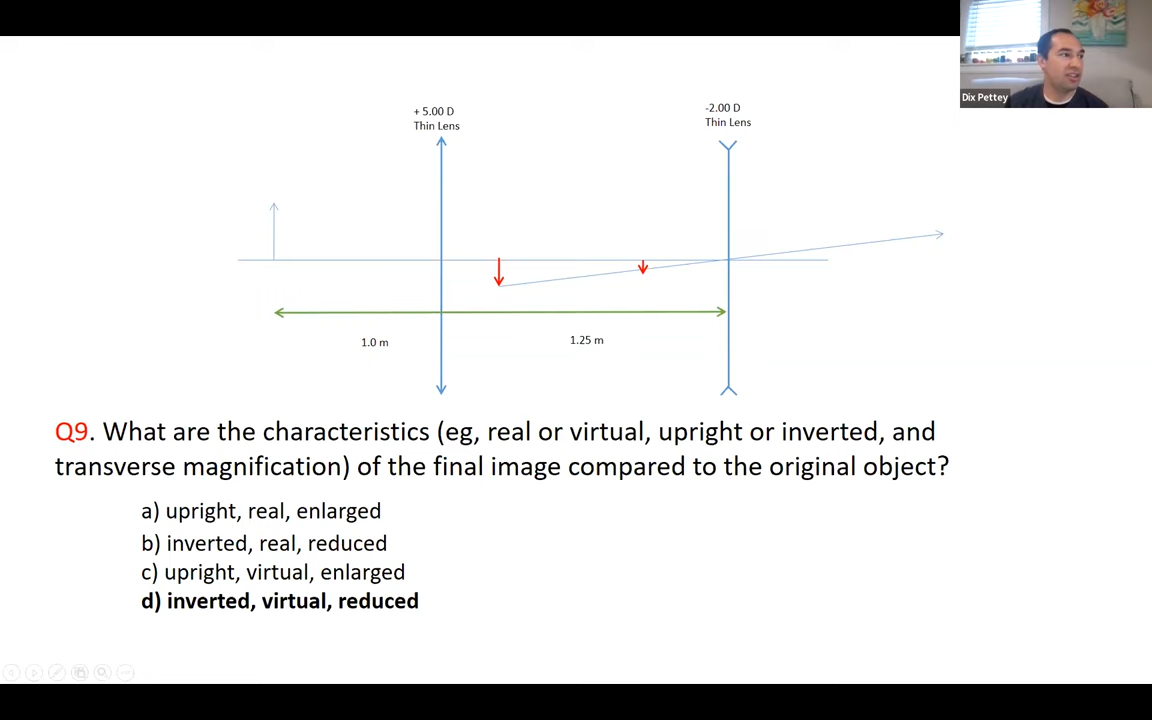 Dix Pettey
+ 5.00 D
Thin Lens
-2.00 D
Thin Lens
1.0 m
1.25 m
Q9. What are the characteristics (eg, real or virtual, upright or inverted, and
transverse magnification) of the final image compared to the original object?
a) upright, real, enlarged
b) inverted, real, reduced
c) upright, virtual, enlarged
d) inverted, virtual, reduced